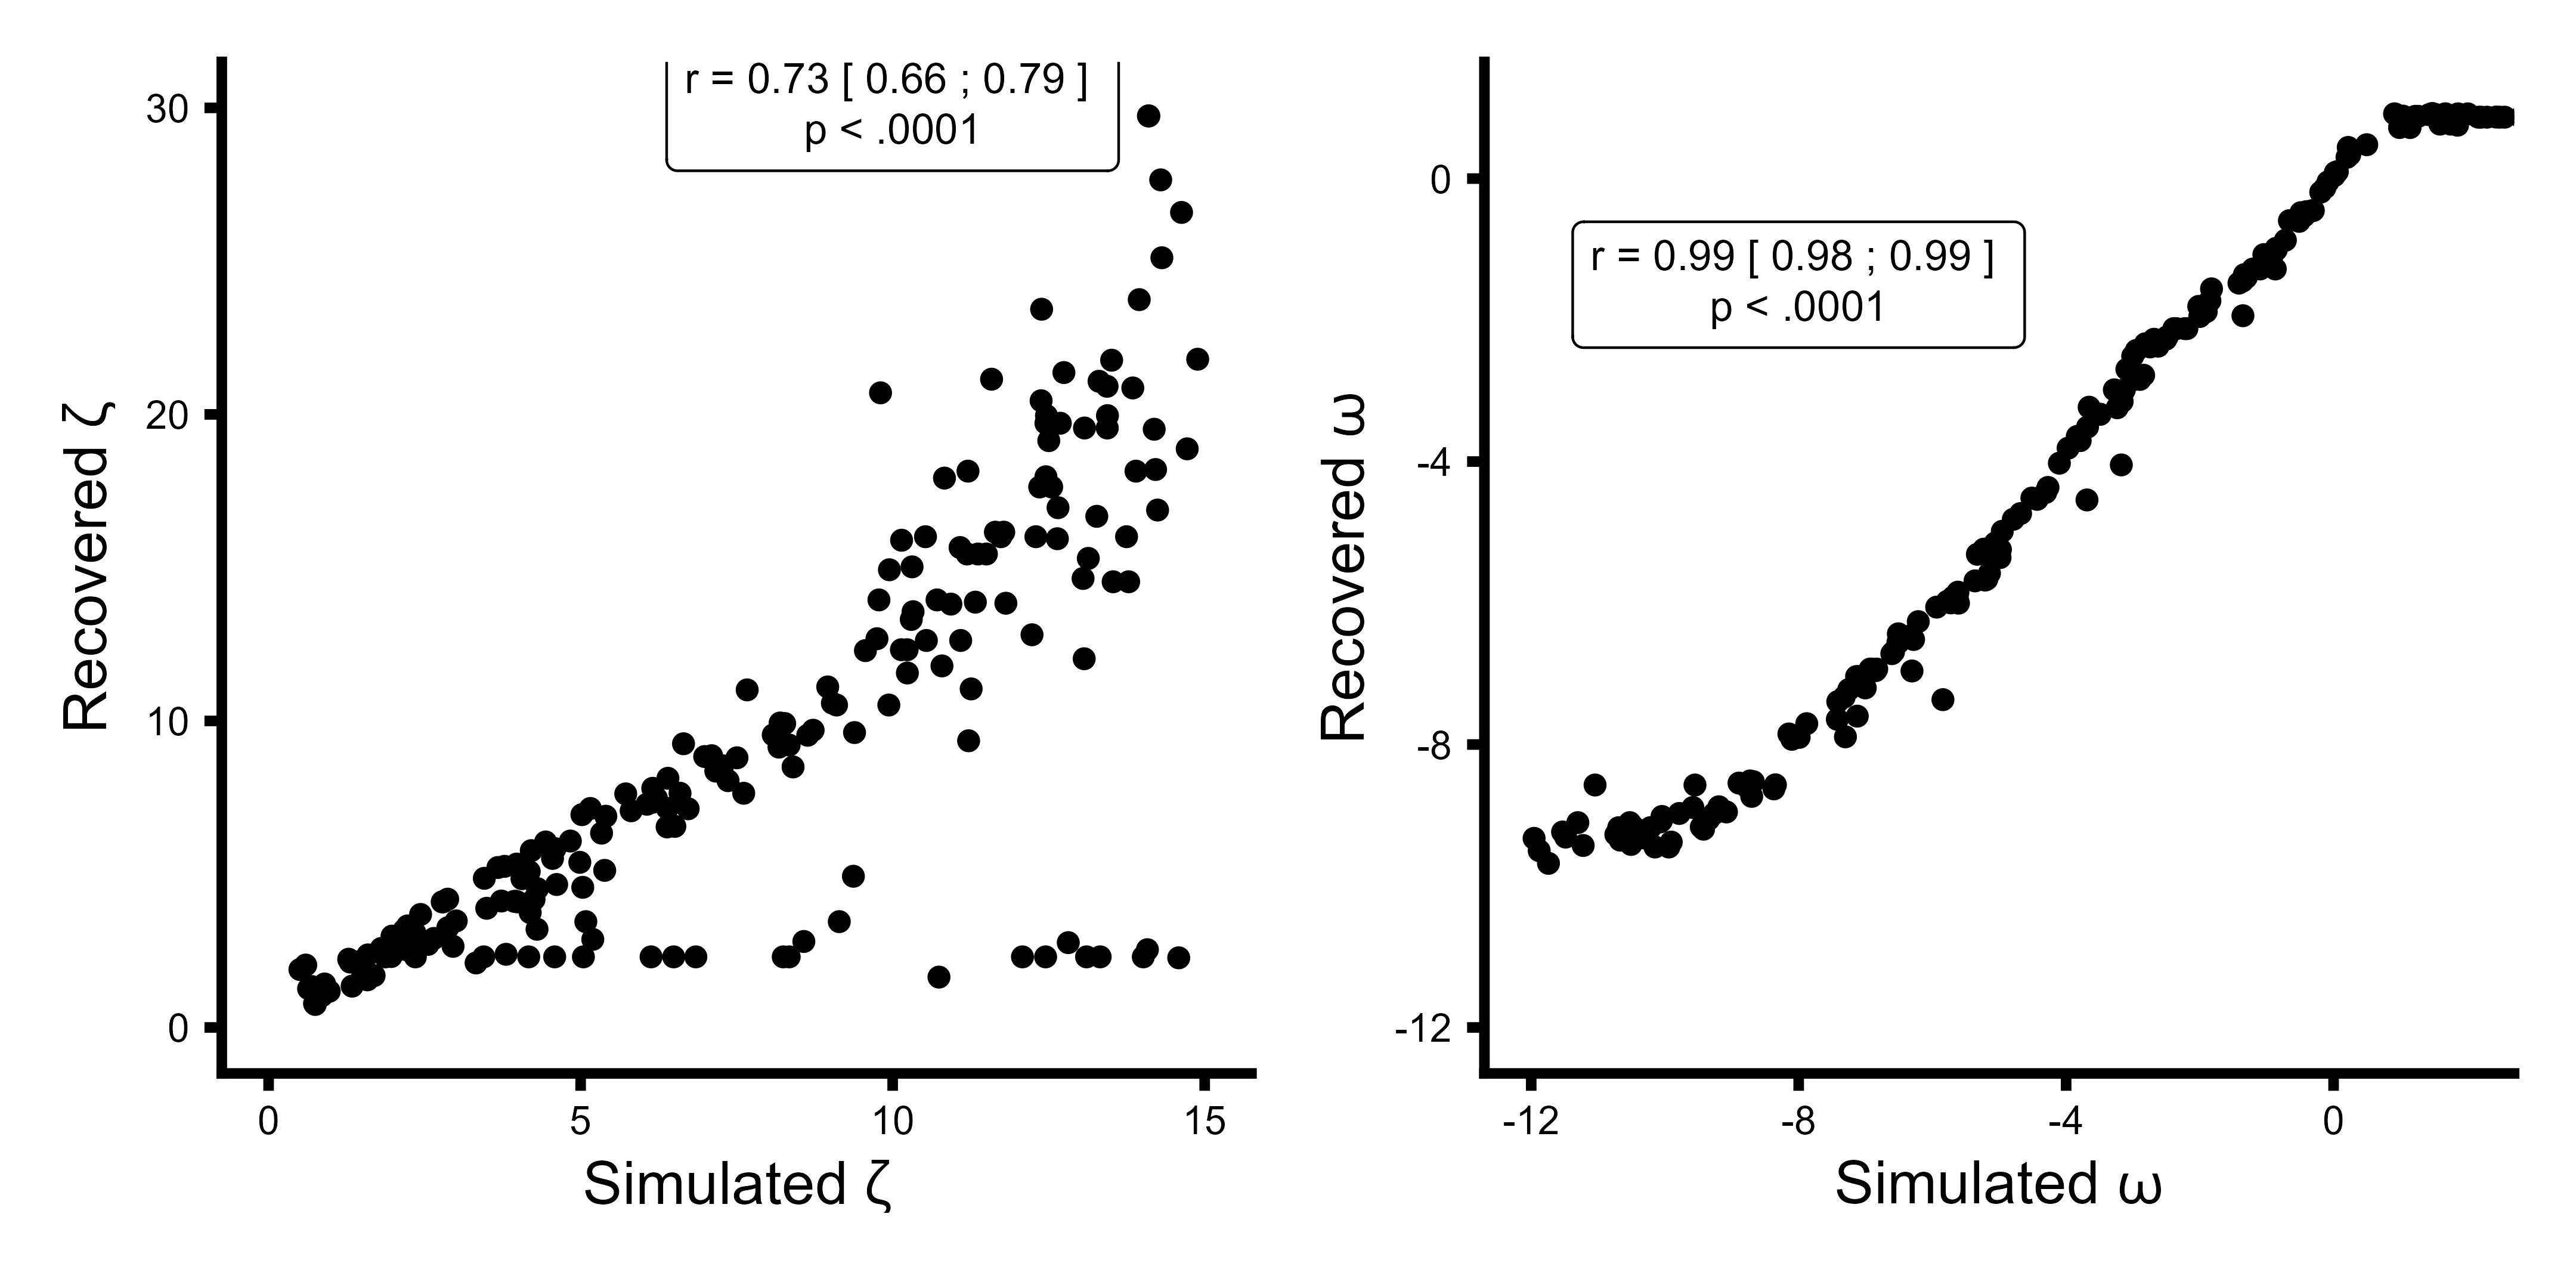 r = 0.73 [ 0.66 ; 0.79 ]
p < .0001
30
20
10
0
Recovered ζ
0 5 10 15
Simulated ζ
r = 0.99 [ 0.98 ; 0.99 ]
p < .0001
0
-4
-8
-12
Recovered ω
-12 -8 -4 0
Simulated ω